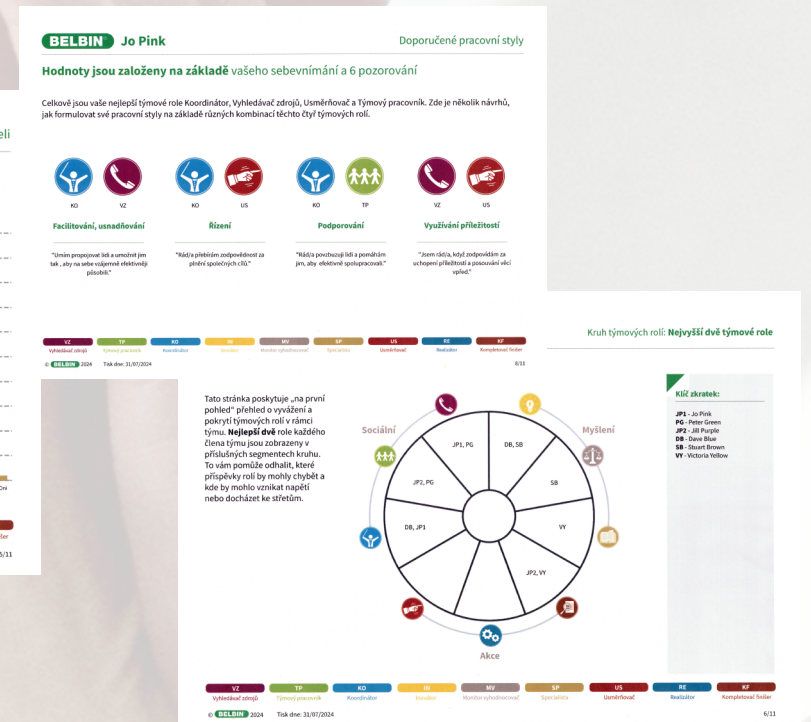 BELBIN® Jo Pink
Doporučené pracovní styly
Hodnoty jsou založeny na základě vašeho sebevnímání a 6 pozorování
Celkově jsou vaše nejlepší týmové role Koordinátor, Vyhledávač zdrojů, Usměrňovač a Týmový pracovník. Zde je několik návrhů,
jak formulovat své pracovní styly na základě různých kombinací těchto čtyř týmových rolí.
KO VZ
KO US
KO TP
VZ US
Facilitování, usnadňování
"Umím propojovat lidi a umožnit jim
tak , aby na sebe vzájemně efektivněji
působili."
Řízení
"Rád/a přebírám zodpovědnost za
plnění společných cílů."
Podporování
"Rád/a povzbuzuji lidi a pomáhám
jim, aby efektivně spolupracovali."
Využívání příležitostí
"Jsem rád/a, když zodpovídám za
uchopení příležitostí a posouvání věcí
vpřed."
VZ TP KO IN MV SP US RE KF
Vyhledávač zdrojů Týmový pracovník Koordinátor Inovátor Monitor vyhodnocovač Specialista Usměrňovač Realizátor Kompletovač finišer
© BELBIN 2024 Tisk dne: 31/07/2024
8/11
eli
Dni
šer
5/11
Kruh týmových rolí: Nejvyšší dvě týmové role
Tato stránka poskytuje „na první
pohled" přehled o vyvážení a
pokrytí týmových rolí v rámci
týmu. Nejlepší dvě role každého
člena týmu jsou zobrazeny v
příslušných segmentech kruhu.
To vám pomůže odhalit, které
příspěvky rolí by mohly chybět a
kde by mohlo vznikat napětí
nebo docházet ke střetům.
Sociální
Myšlení
Akce
JP1, PG
DB, SB
JP2, PG
SB
DB, JP1
VY
JP2, VY
Klíč zkratek:
JP1 - Jo Pink
PG - Peter Green
JP2 - Jill Purple
DB - Dave Blue
SB - Stuart Brown
VY - Victoria Yellow
VZ TP KO IN MV SP US RE KF
Vyhledávač zdrojů Týmový pracovník Koordinátor Inovátor Monitor vyhodnocovač Specialista Usměrňovač Realizátor Kompletovač finišer
© BELBIN 2024 Tisk dne: 31/07/2024
6/11